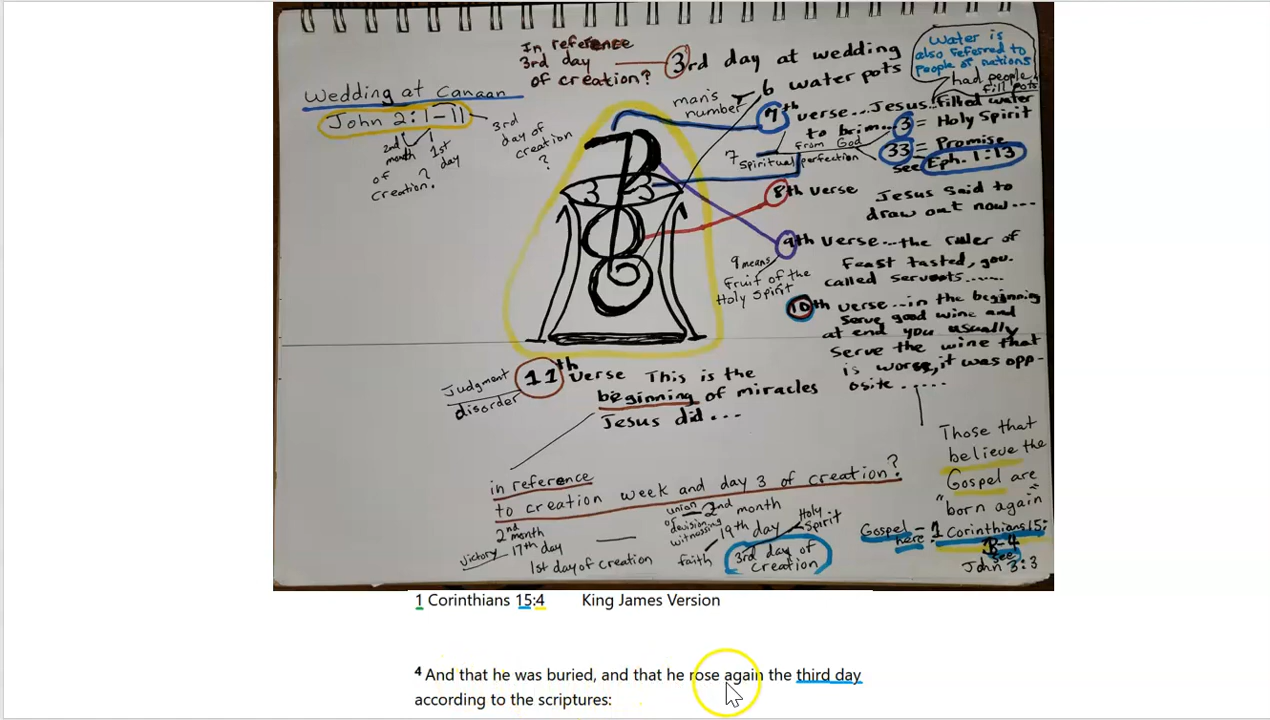 In reference
3rd day
of creation?
3rd day at wedding
6 water pots
man's
number
Water is
also referred to
people or nations
had people
fill pots
Wedding at Canaan
John 2:1-11
2nd
month
of
creation?
1st
day
?
3rd
day of
creation
?
7th verse... Jesus filled water
to brim...
from God
3 = Holy Spirit
33 = Promise
see Eph. 1:13
7 Spiritual perfection
3 3
8th verse Jesus said to
draw out now...
9th verse...the ruler of
feast tasted, gov.
called servants......
9 means
Fruit of the
Holy Spirit
10th verse...in the beginning
serve good wine and
at end you usually
serve the wine that
is worse, it was opp-
osite......
Judgment
disorder
11th verse This is the
beginning of miracles
Jesus did...
Those that
believe the
Gospel are
"born again"
Gospel - 1 Corinthians 15:
here: 3-4
see
John 3:3
in reference
to creation week and day 3 of creation?
2nd
month
victory 17th day
1st day of creation
union
of
decision
witnessing
2nd month
19th day
Holy
Spirit
faith
3rd day of
creation
1 Corinthians 15:4 King James Version
4 And that he was buried, and that he rose again the third day
according to the scriptures: